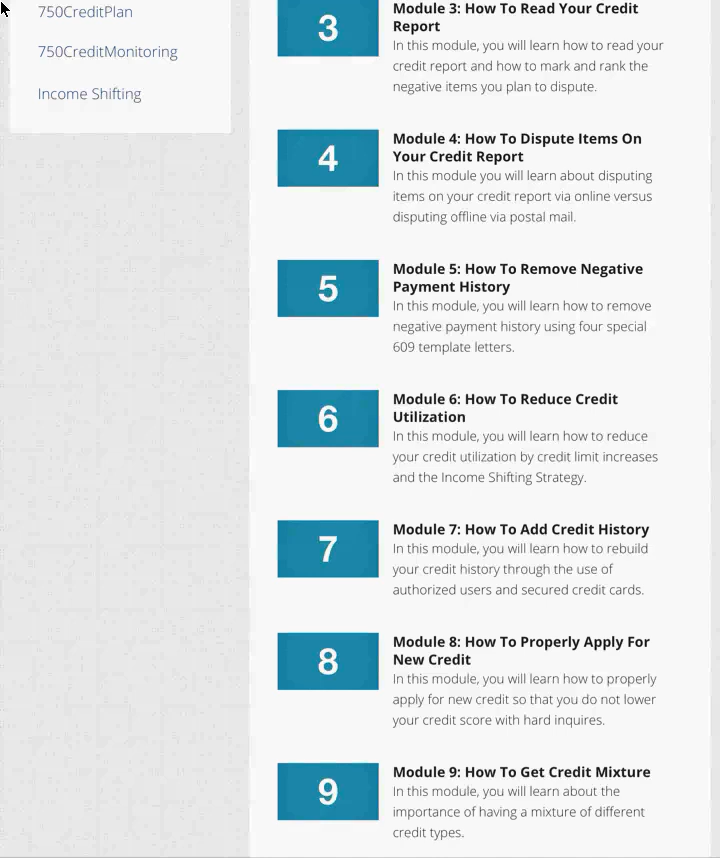 750CreditPlan
750CreditMonitoring
Income Shifting
3
Module 3: How To Read Your Credit
Report
In this module, you will learn how to read your
credit report and how to mark and rank the
negative items you plan to dispute.
4
Module 4: How To Dispute Items On
Your Credit Report
In this module you will learn about disputing
items on your credit report via online versus
disputing offline via postal mail.
5
Module 5: How To Remove Negative
Payment History
In this module, you will learn how to remove
negative payment history using four special
609 template letters.
6
Module 6: How To Reduce Credit
Utilization
In this module, you will learn how to reduce
your credit utilization by credit limit increases
and the Income Shifting Strategy.
7
Module 7: How To Add Credit History
In this module, you will learn how to rebuild
your credit history through the use of
authorized users and secured credit cards.
8
Module 8: How To Properly Apply For
New Credit
In this module, you will learn how to properly
apply for new credit so that you do not lower
your credit score with hard inquires.
9
Module 9: How To Get Credit Mixture
In this module, you will learn about the
importance of having a mixture of different
credit types.